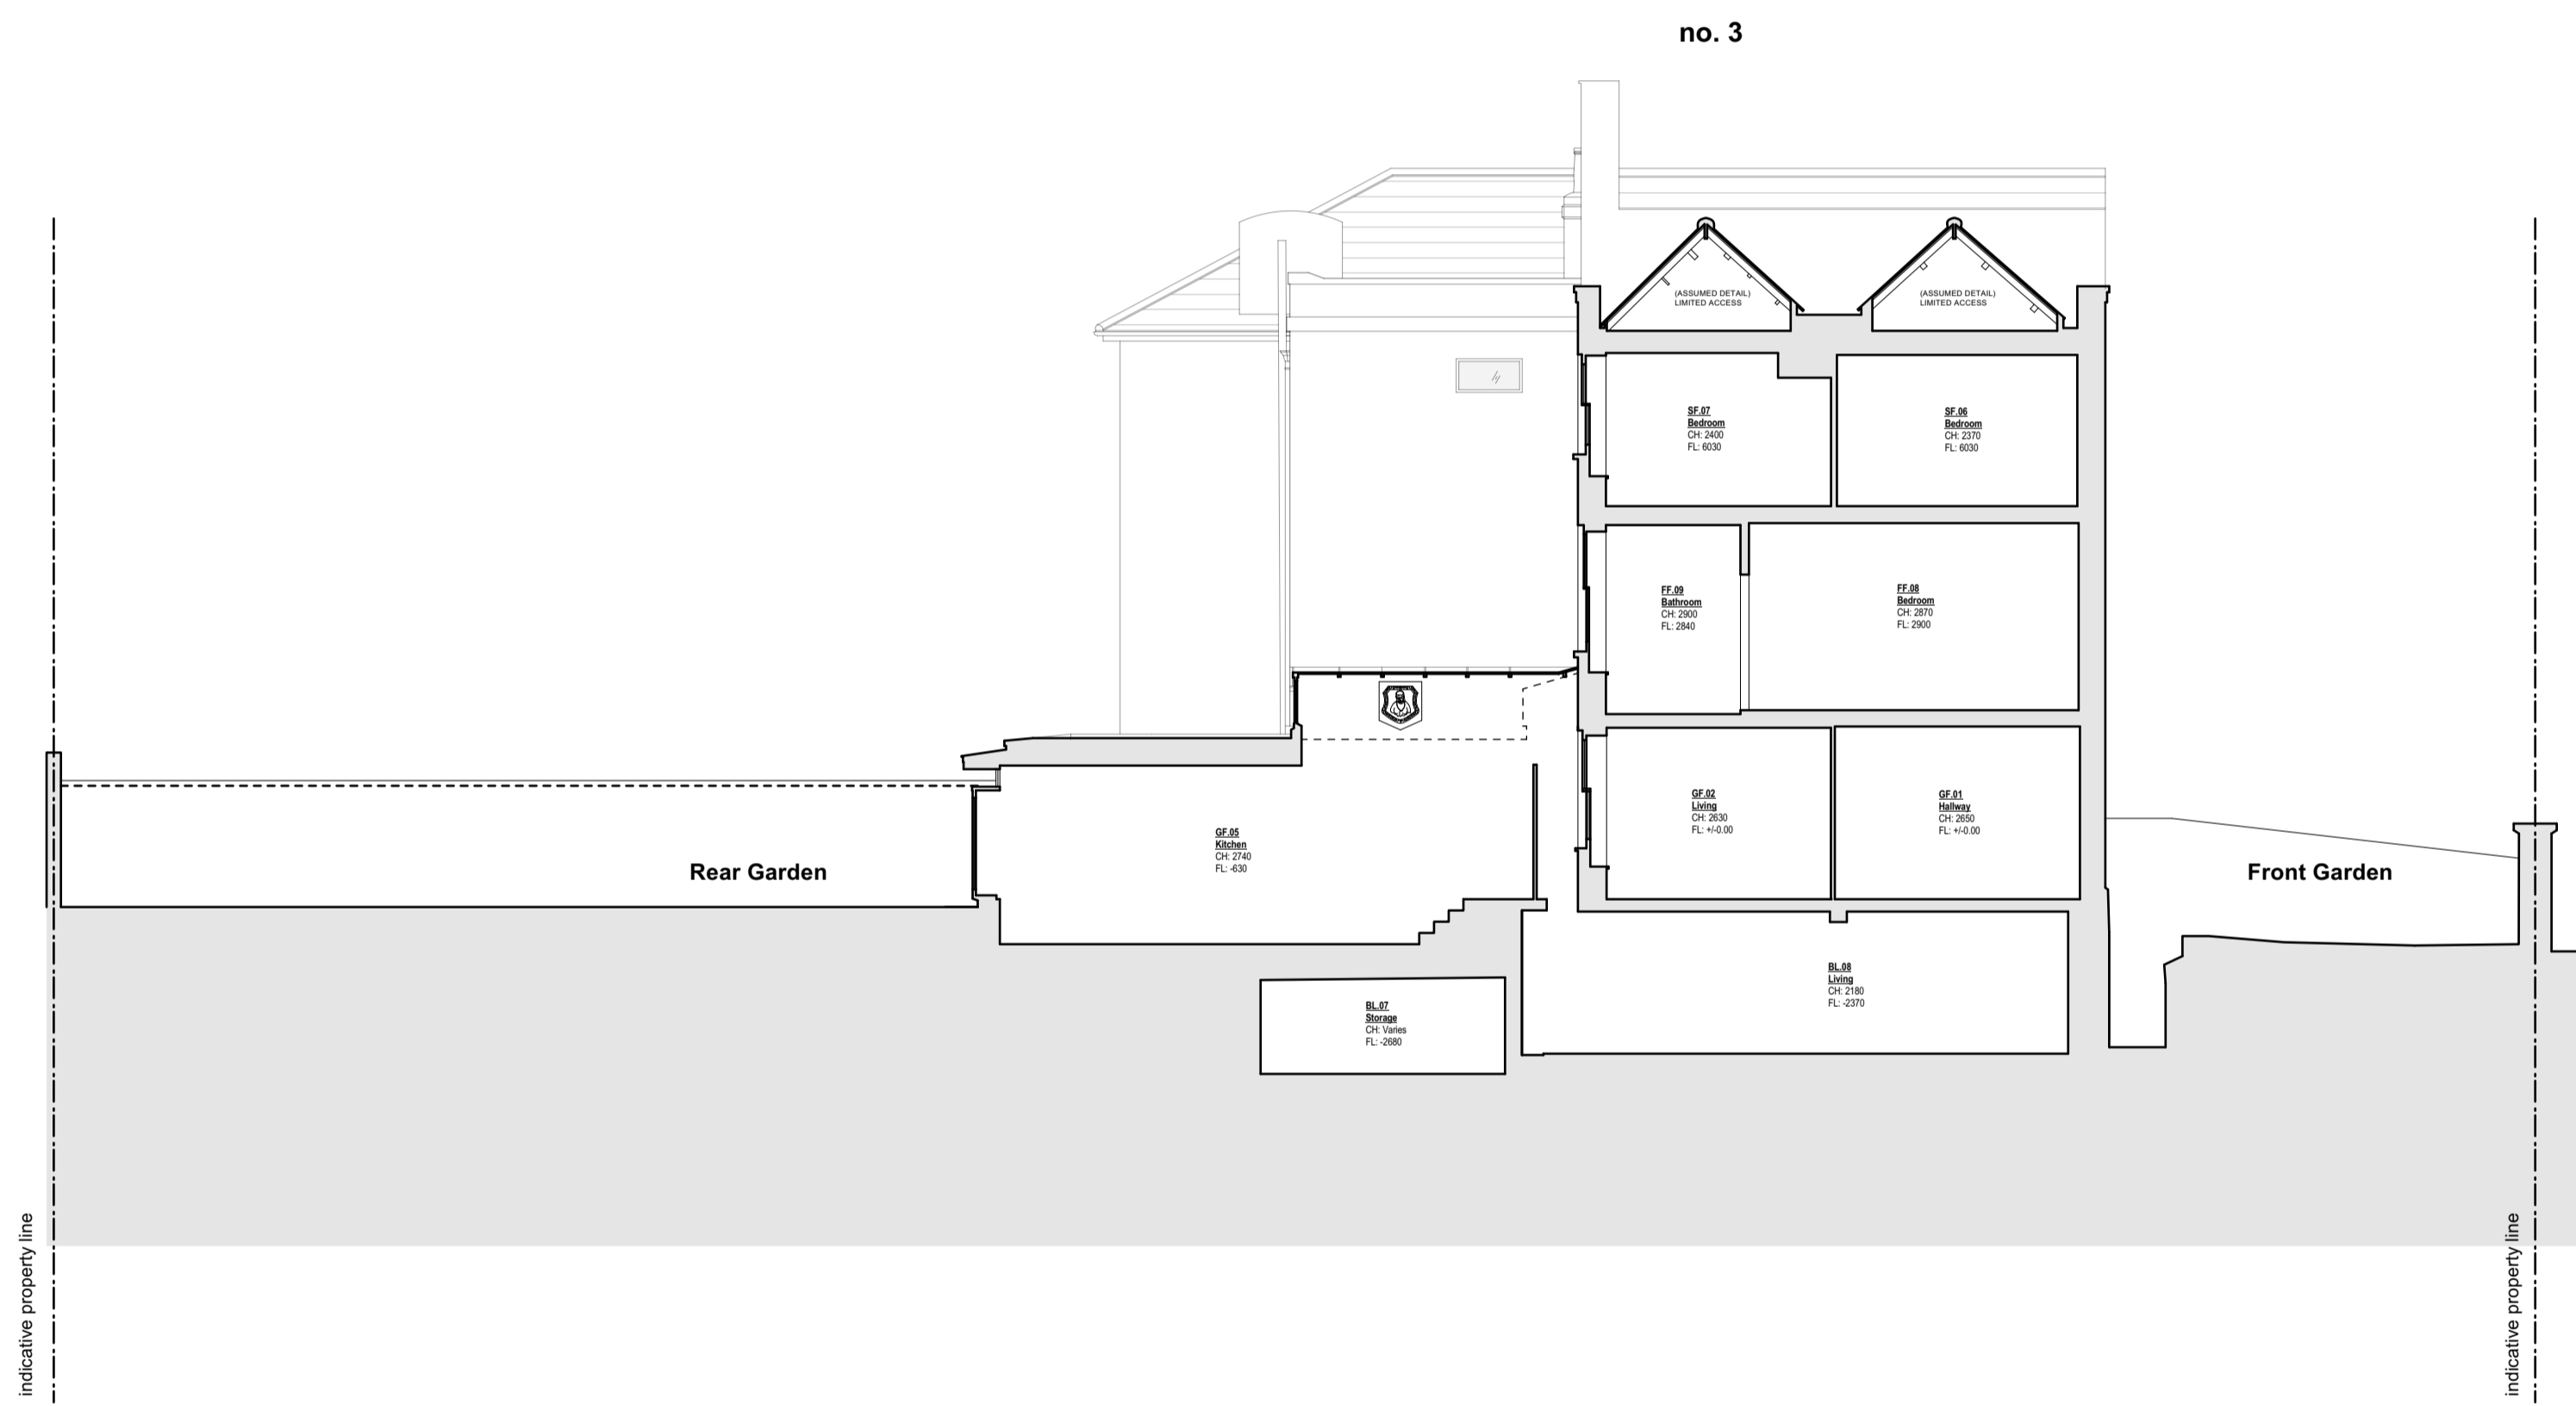 no. 3
(ASSUMED DETAIL)
LIMITED ACCESS
(ASSUMED DETAIL)
LIMITED ACCESS
SF.07
Bedroom
CH: 2400
FL: 6030
SF.06
Bedroom
CH: 2370
FL: 6030
FF.09
Bathroom
CH: 2900
FL: 2840
FF.08
Bedroom
CH: 2870
FL: 2900
GF.02
Living
CH: 2630
FL: +/-0.00
GF.01
Hallway
CH: 2650
FL: +/-0.00
GF.05
Kitchen
CH: 2740
FL: -630
Rear Garden
Front Garden
BL.08
Living
CH: 2180
FL: -2370
BL.07
Storage
CH: Varies
FL: -2680
indicative property line
indicative property line